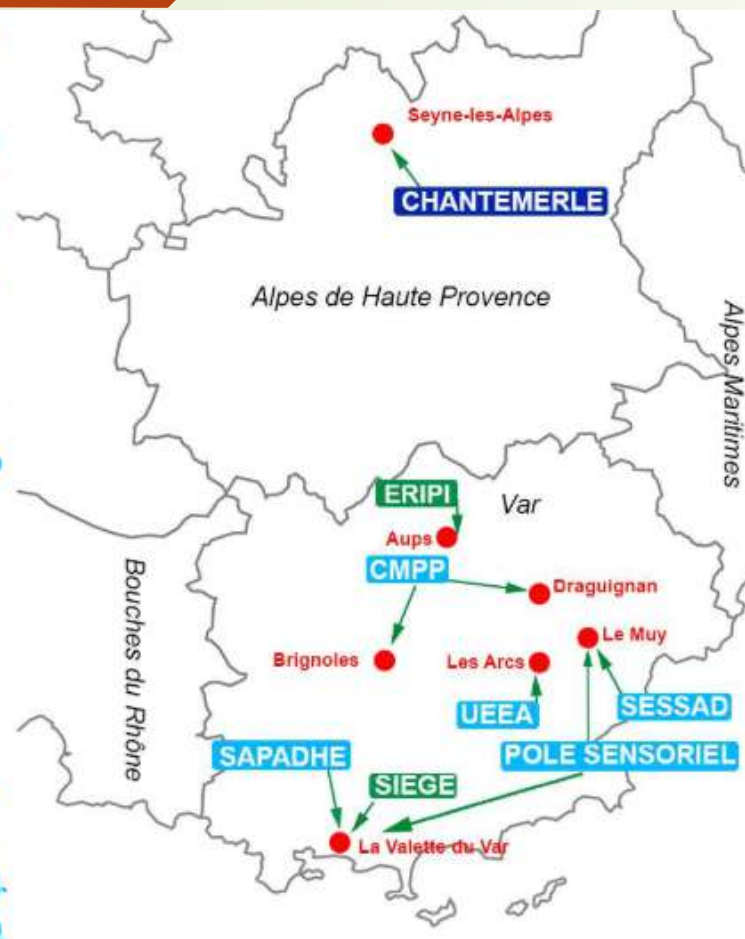 Seyne-les-Alpes
CHANTEMERLE
Alpes de Haute Provence
Alpes Maritimes
ERIPI
Var
Aups
CMPP
Draguignan
Bouches du Rhône
Le Muy
Brignoles
Les Arcs
UEEA
SESSAD
SAPADHE
POLE SENSORIEL
SIEGE
La Valette du Var